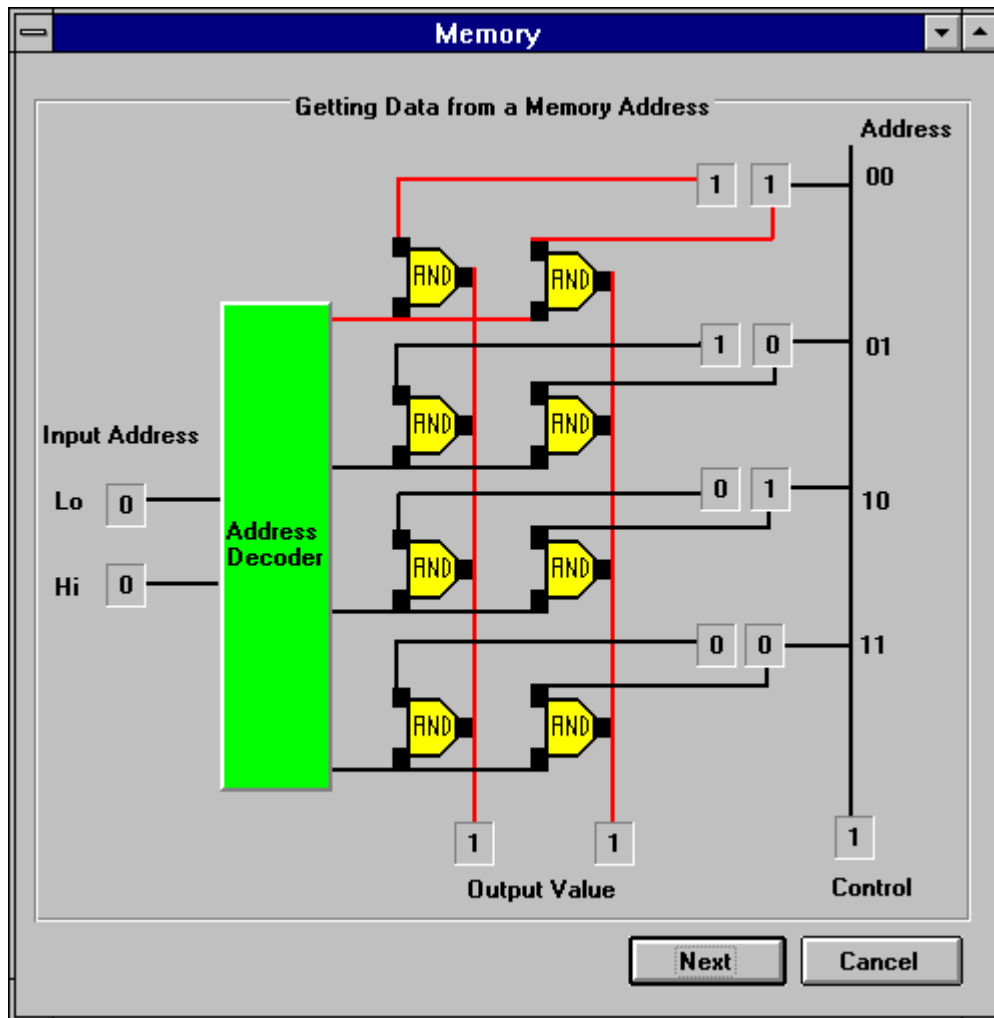 Memory
Getting Data from a Memory Address
Address
1 1 00
AND AND
1 0 01
AND AND
Input Address
Lo 0
Hi 0
Address
Decoder
0 1 10
AND AND
0 0 11
AND AND
1 1 1
Output Value
Control
Next Cancel